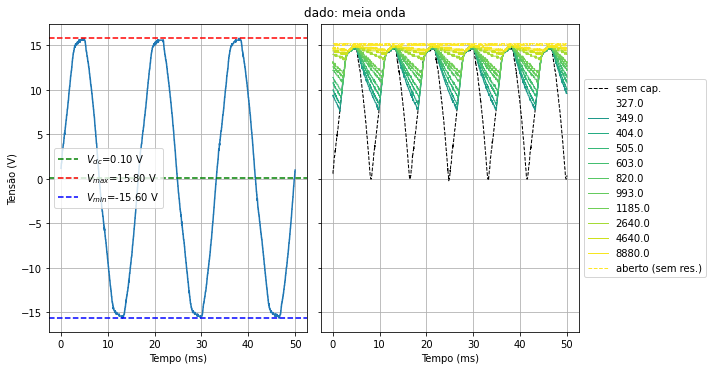 dado: meia onda
Tensão (V)
15
10
5
0
−5
−10
−15
V_dc=0.10 V
V_max=15.80 V
V_min=-15.60 V
0 10 20 30 40 50
Tempo (ms)
0 10 20 30 40 50
Tempo (ms)
sem cap.
327.0
349.0
404.0
505.0
603.0
820.0
993.0
1185.0
2640.0
4640.0
8880.0
aberto (sem res.)